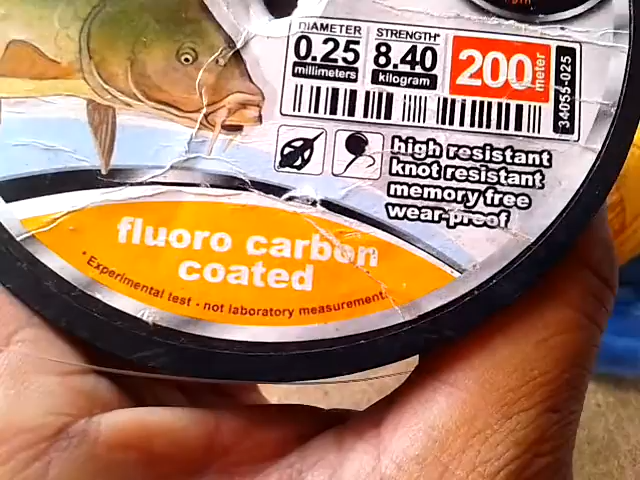 DIAMETER
0.25
millimeters
STRENGTH*
8.40
kilogram
200 meter
34055-025
high resistant
knot resistant
memory free
wear-proof
fluoro carbon
coated
* Experimental test - not laboratory measurement.